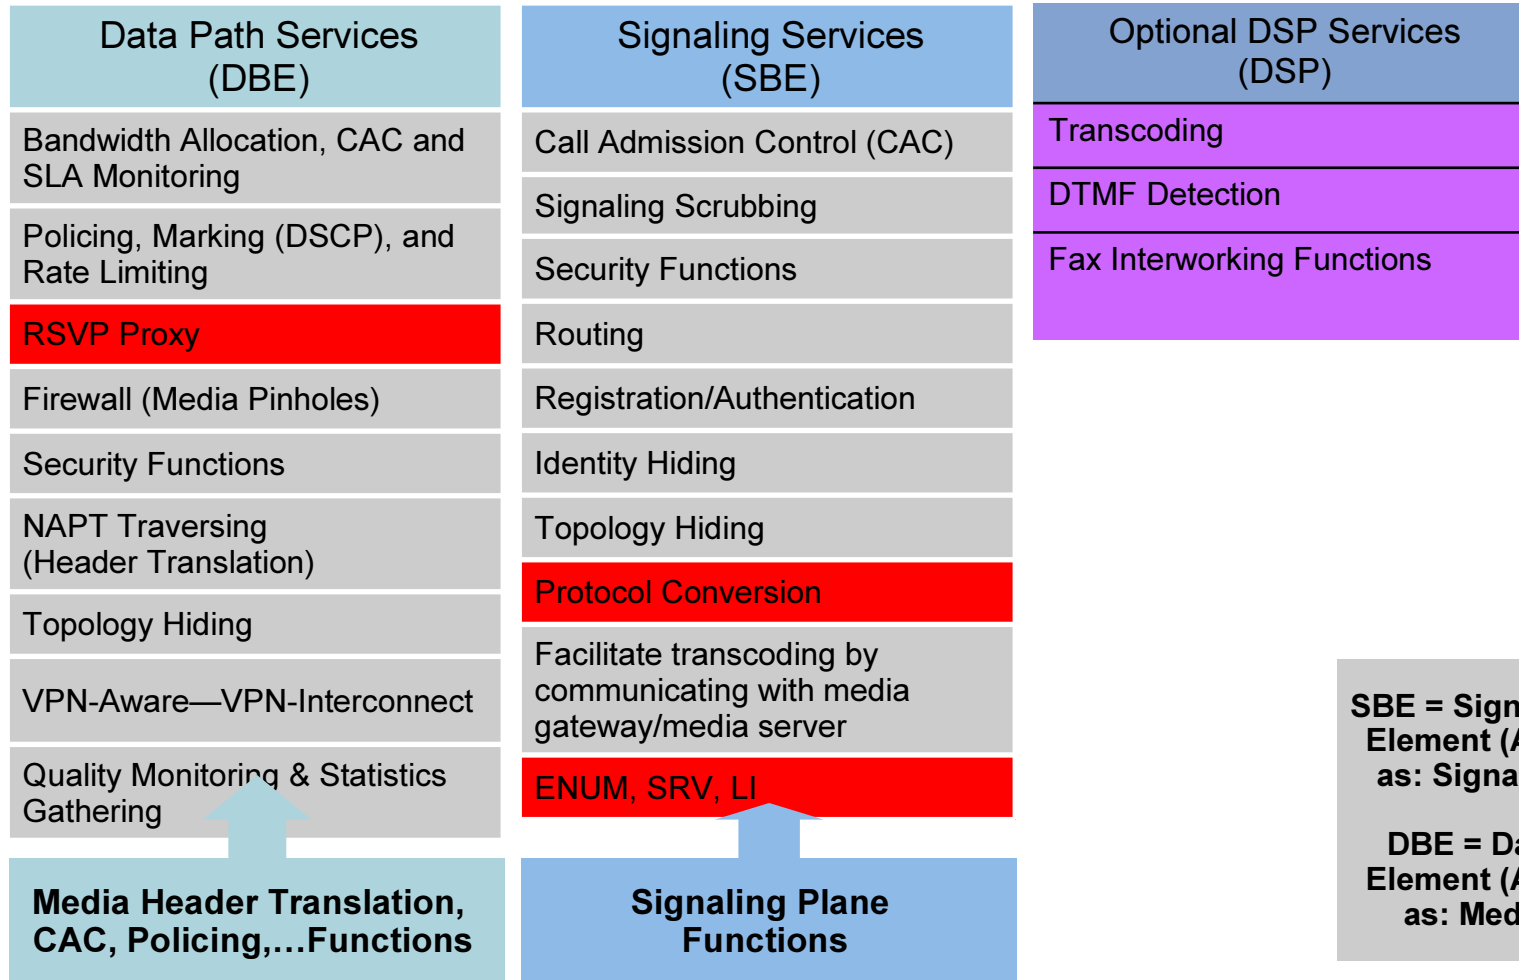 Data Path Services
(DBE)
Bandwidth Allocation, CAC and
SLA Monitoring
Policing, Marking (DSCP), and
Rate Limiting
RSVP Proxy
Firewall (Media Pinholes)
Security Functions
NAPT Traversing
(Header Translation)
Topology Hiding
VPN-Aware—VPN-Interconnect
Quality Monitoring & Statistics
Gathering
Media Header Translation,
CAC, Policing,…Functions
Signaling Services
(SBE)
Call Admission Control (CAC)
Signaling Scrubbing
Security Functions
Routing
Registration/Authentication
Identity Hiding
Topology Hiding
Protocol Conversion
Facilitate transcoding by
communicating with media
gateway/media server
ENUM, SRV, LI
Signaling Plane
Functions
Optional DSP Services
(DSP)
Transcoding
DTMF Detection
Fax Interworking Functions
SBE =
Element
as:
DBE =
Element
as: